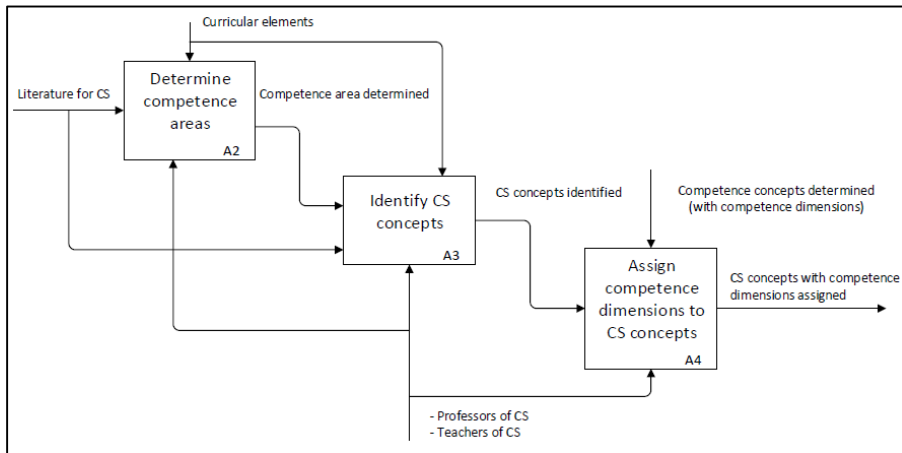 Curricular elements
Determine
competence
areas
A2
Literature for CS
Competence area determined
Identify CS
concepts
A3
CS concepts identified
Competence concepts determined
(with competence dimensions)
Assign
competence
dimensions to
CS concepts
A4
CS concepts with competence
dimensions assigned
- Professors of CS
- Teachers of CS